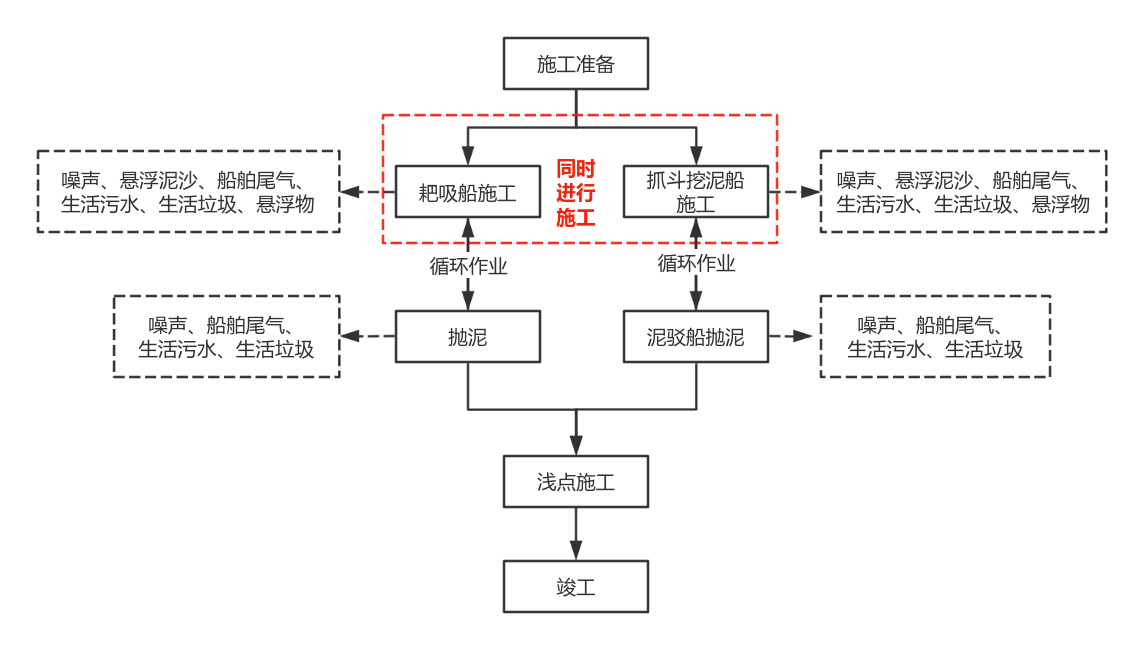 施工准备
噪声、悬浮泥沙、船舶尾气、
生活污水、生活垃圾、悬浮物
耙吸船施工
同时
进行
施工
抓斗挖泥船
施工
噪声、悬浮泥沙、船舶尾气、
生活污水、生活垃圾、悬浮物
循环作业
循环作业
噪声、船舶尾气、
生活污水、生活垃圾
抛泥
泥驳船抛泥
噪声、船舶尾气、
生活污水、生活垃圾
浅点施工
竣工